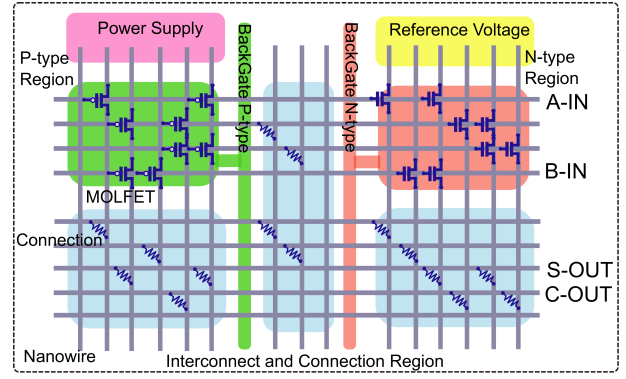 Power Supply
Reference Voltage
P-type
Region
BackGate P-type
BackGate N-type
N-type
Region
A-IN
B-IN
MOLFET
Connection
S-OUT
C-OUT
Nanowire
Interconnect and Connection Region